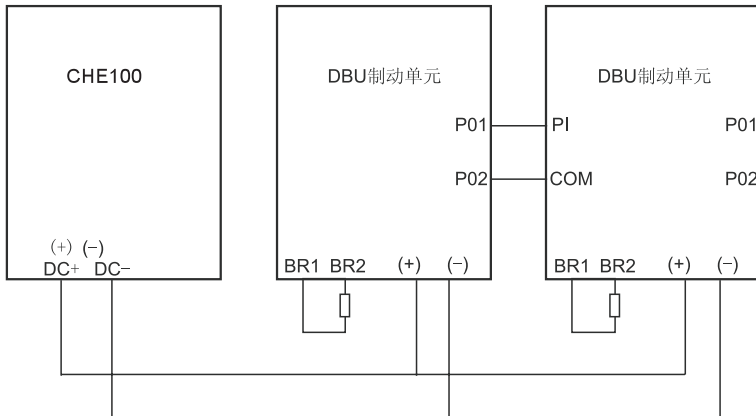 CHE100
DBU制动单元
DBU制动单元
P01
PI
P01
P02
COM
P02
(+) (−)
DC+ DC−
BR1 BR2 (+) (−)
BR1 BR2 (+) (−)